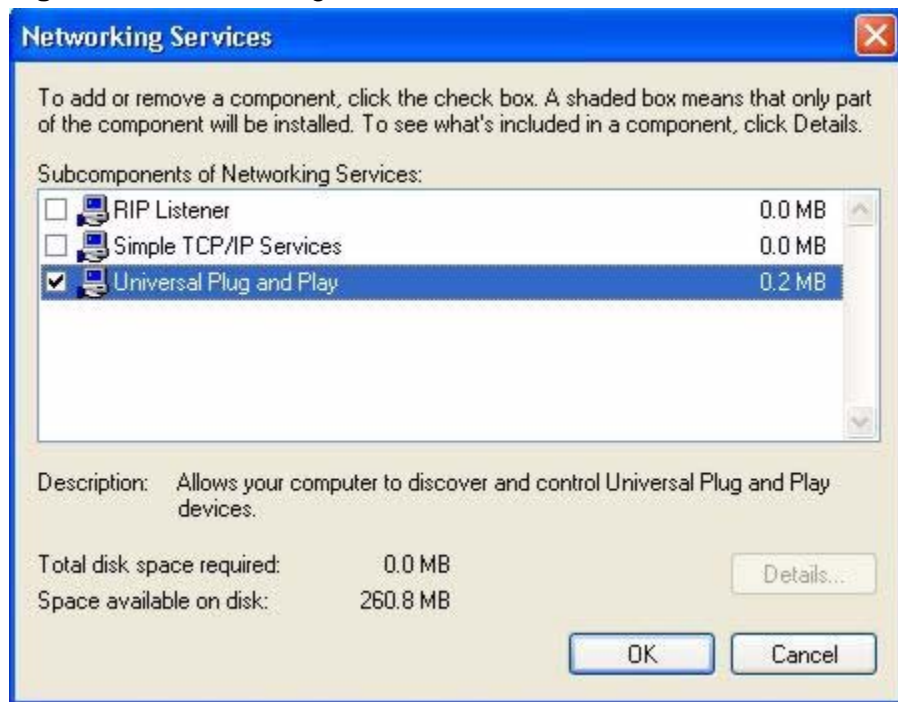 Networking Services
To add or remove a component, click the check box. A shaded box means that only part
of the component will be installed. To see what's included in a component, click Details.
Subcomponents of Networking Services:
RIP Listener 0.0 MB
Simple TCP/IP Services 0.0 MB
Universal Plug and Play 0.2 MB
Description: Allows your computer to discover and control Universal Plug and Play
devices.
Total disk space required: 0.0 MB
Space available on disk: 260.8 MB
Details...
OK Cancel